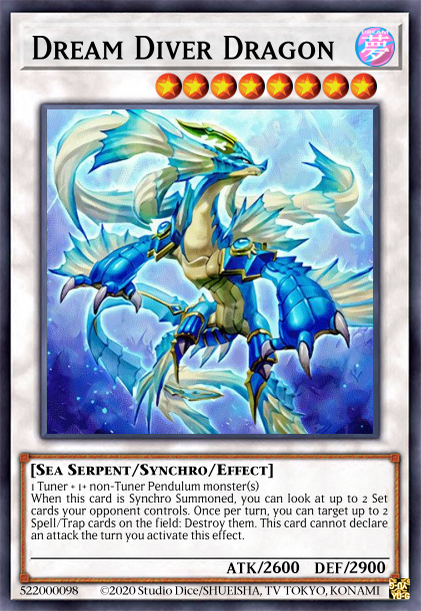 DREAM DIVER DRAGON
DREAM
夢
[SEA SERPENT/SYNCHRO/EFFECT]
1 Tuner + 1+ non-Tuner Pendulum monster(s)
When this card is Synchro Summoned, you can look at up to 2 Set
cards your opponent controls. Once per turn, you can target up to 2
Spell/Trap cards on the field: Destroy them. This card cannot declare
an attack the turn you activate this effect.
ATK/2600 DEF/2900
522000098 ©2020 Studio Dice/SHUEISHA, TV TOKYO, KONAMI